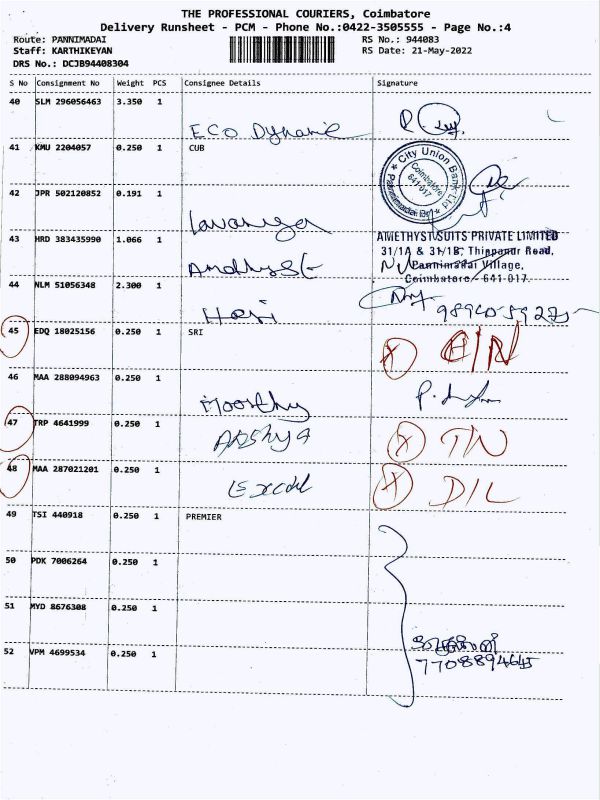 THE PROFESSIONAL COURIERS, Coimbatore
Delivery Runsheet - PCM - Phone No.:0422-3505555 - Page No.:4
Route: PANNIMADAI RS No.: 944083
Staff: KARTHIKEYAN RS Date: 21-May-2022
DRS No.: DCJB94408304
S No Consignment No Weight PCS Consignee Details Signature
40 SLM 296056463 3.350 1
ECO Dynamic
41 KMU 2204057 0.250 1 CUB
City Union Bank Ltd
Coimbatore
641 017
42 JPR 502120852 0.191 1
Lavanya
43 HRD 383435990 1.066 1 AMETHYST SUITS PRIVATE LIMITED
31/1A & 31/1B, Thippanur Road,
Pannimadai Village,
Coimbatore - 641 017.
44 NLM 51056348 2.300 1
Hari
45 EDQ 18025156 0.250 1 SRI
46 MAA 288094963 0.250 1
Moorthy
47 TRP 4641999 0.250 1 Akshya X TN
48 MAA 287021201 0.250 1 Excel X D/L
49 TSI 440918 0.250 1 PREMIER
50 PDK 7006264 0.250 1
51 MYD 8676308 0.250 1
52 VPM 4699534 0.250 1
7708894645